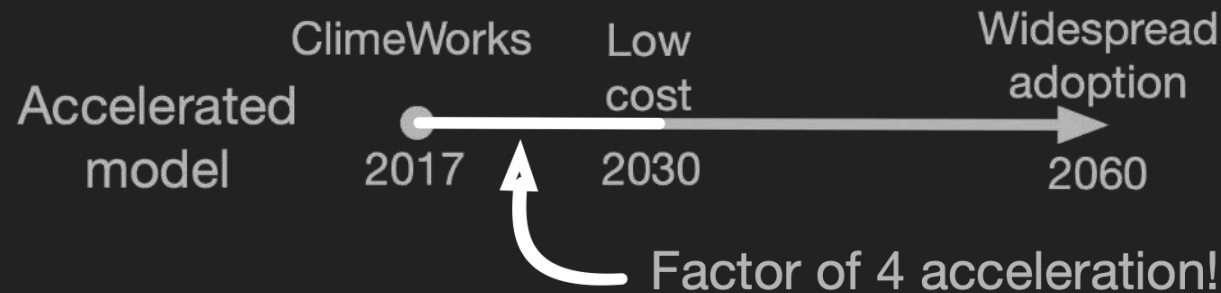 ClimeWorks
Low
cost
Widespread
adoption
Accelerated
model
2017
2030
2060
Factor of 4 acceleration!